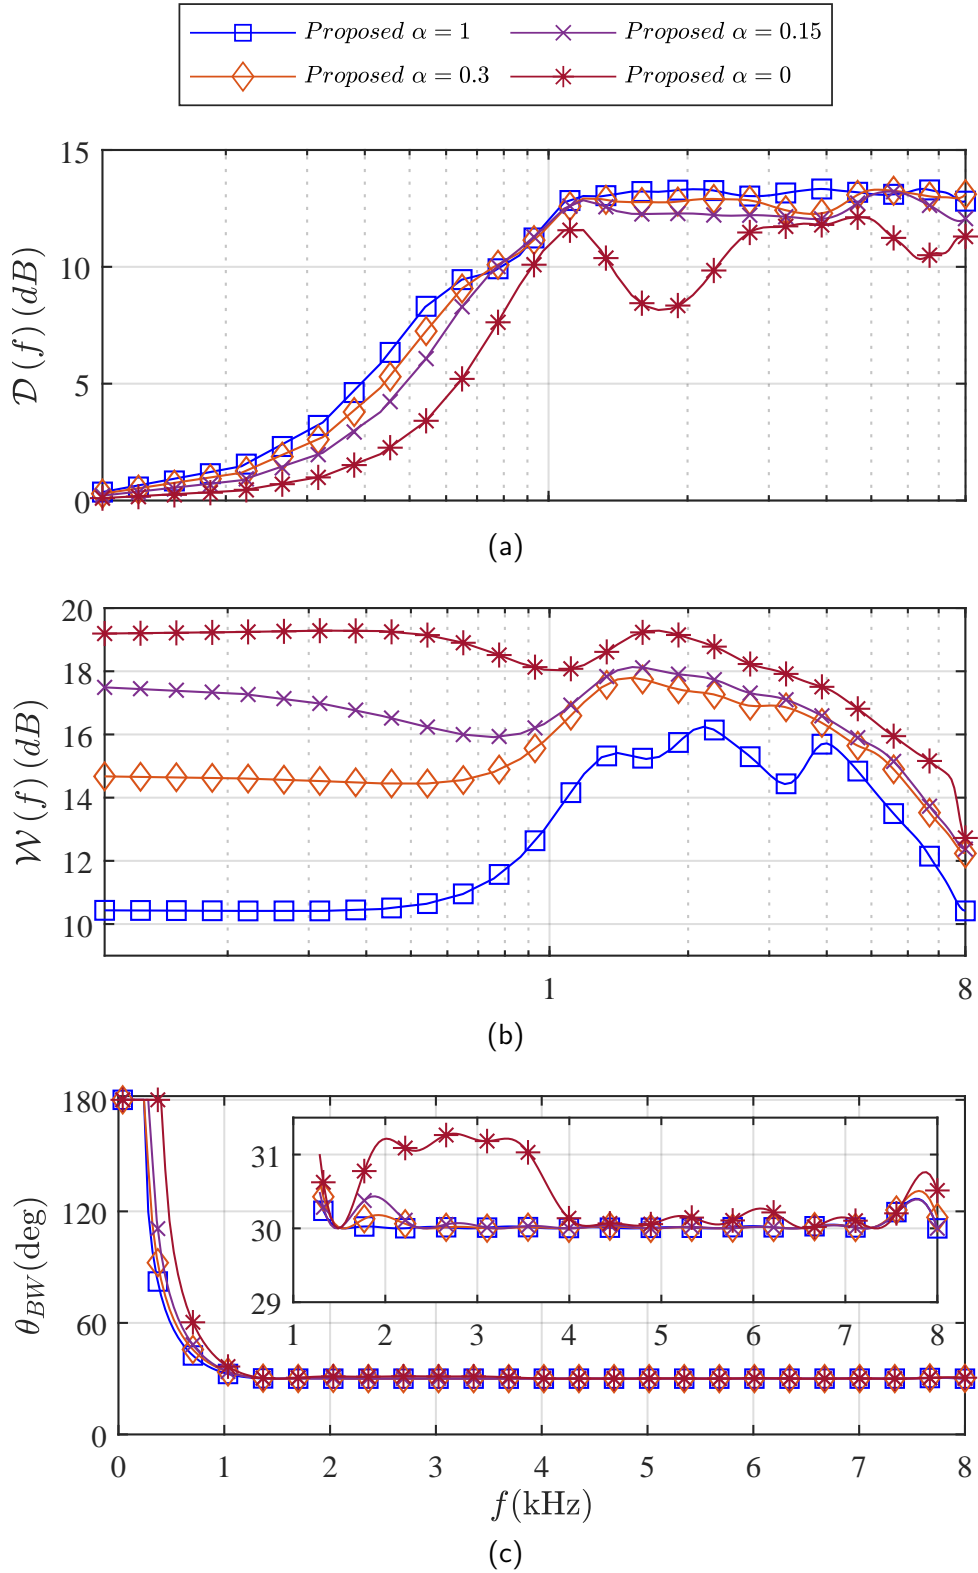 Proposed α = 1
Proposed α = 0.15
Proposed α = 0.3
Proposed α = 0
15
10
5
0
𝒟 (f) (dB)
(a)
20
18
16
14
12
10
𝒲 (f) (dB)
1
8
(b)
180
120
60
0
θ_BW(deg)
31
30
29
1 2 3 4 5 6 7 8
0 1 2 3 4 5 6 7 8
f(kHz)
(c)